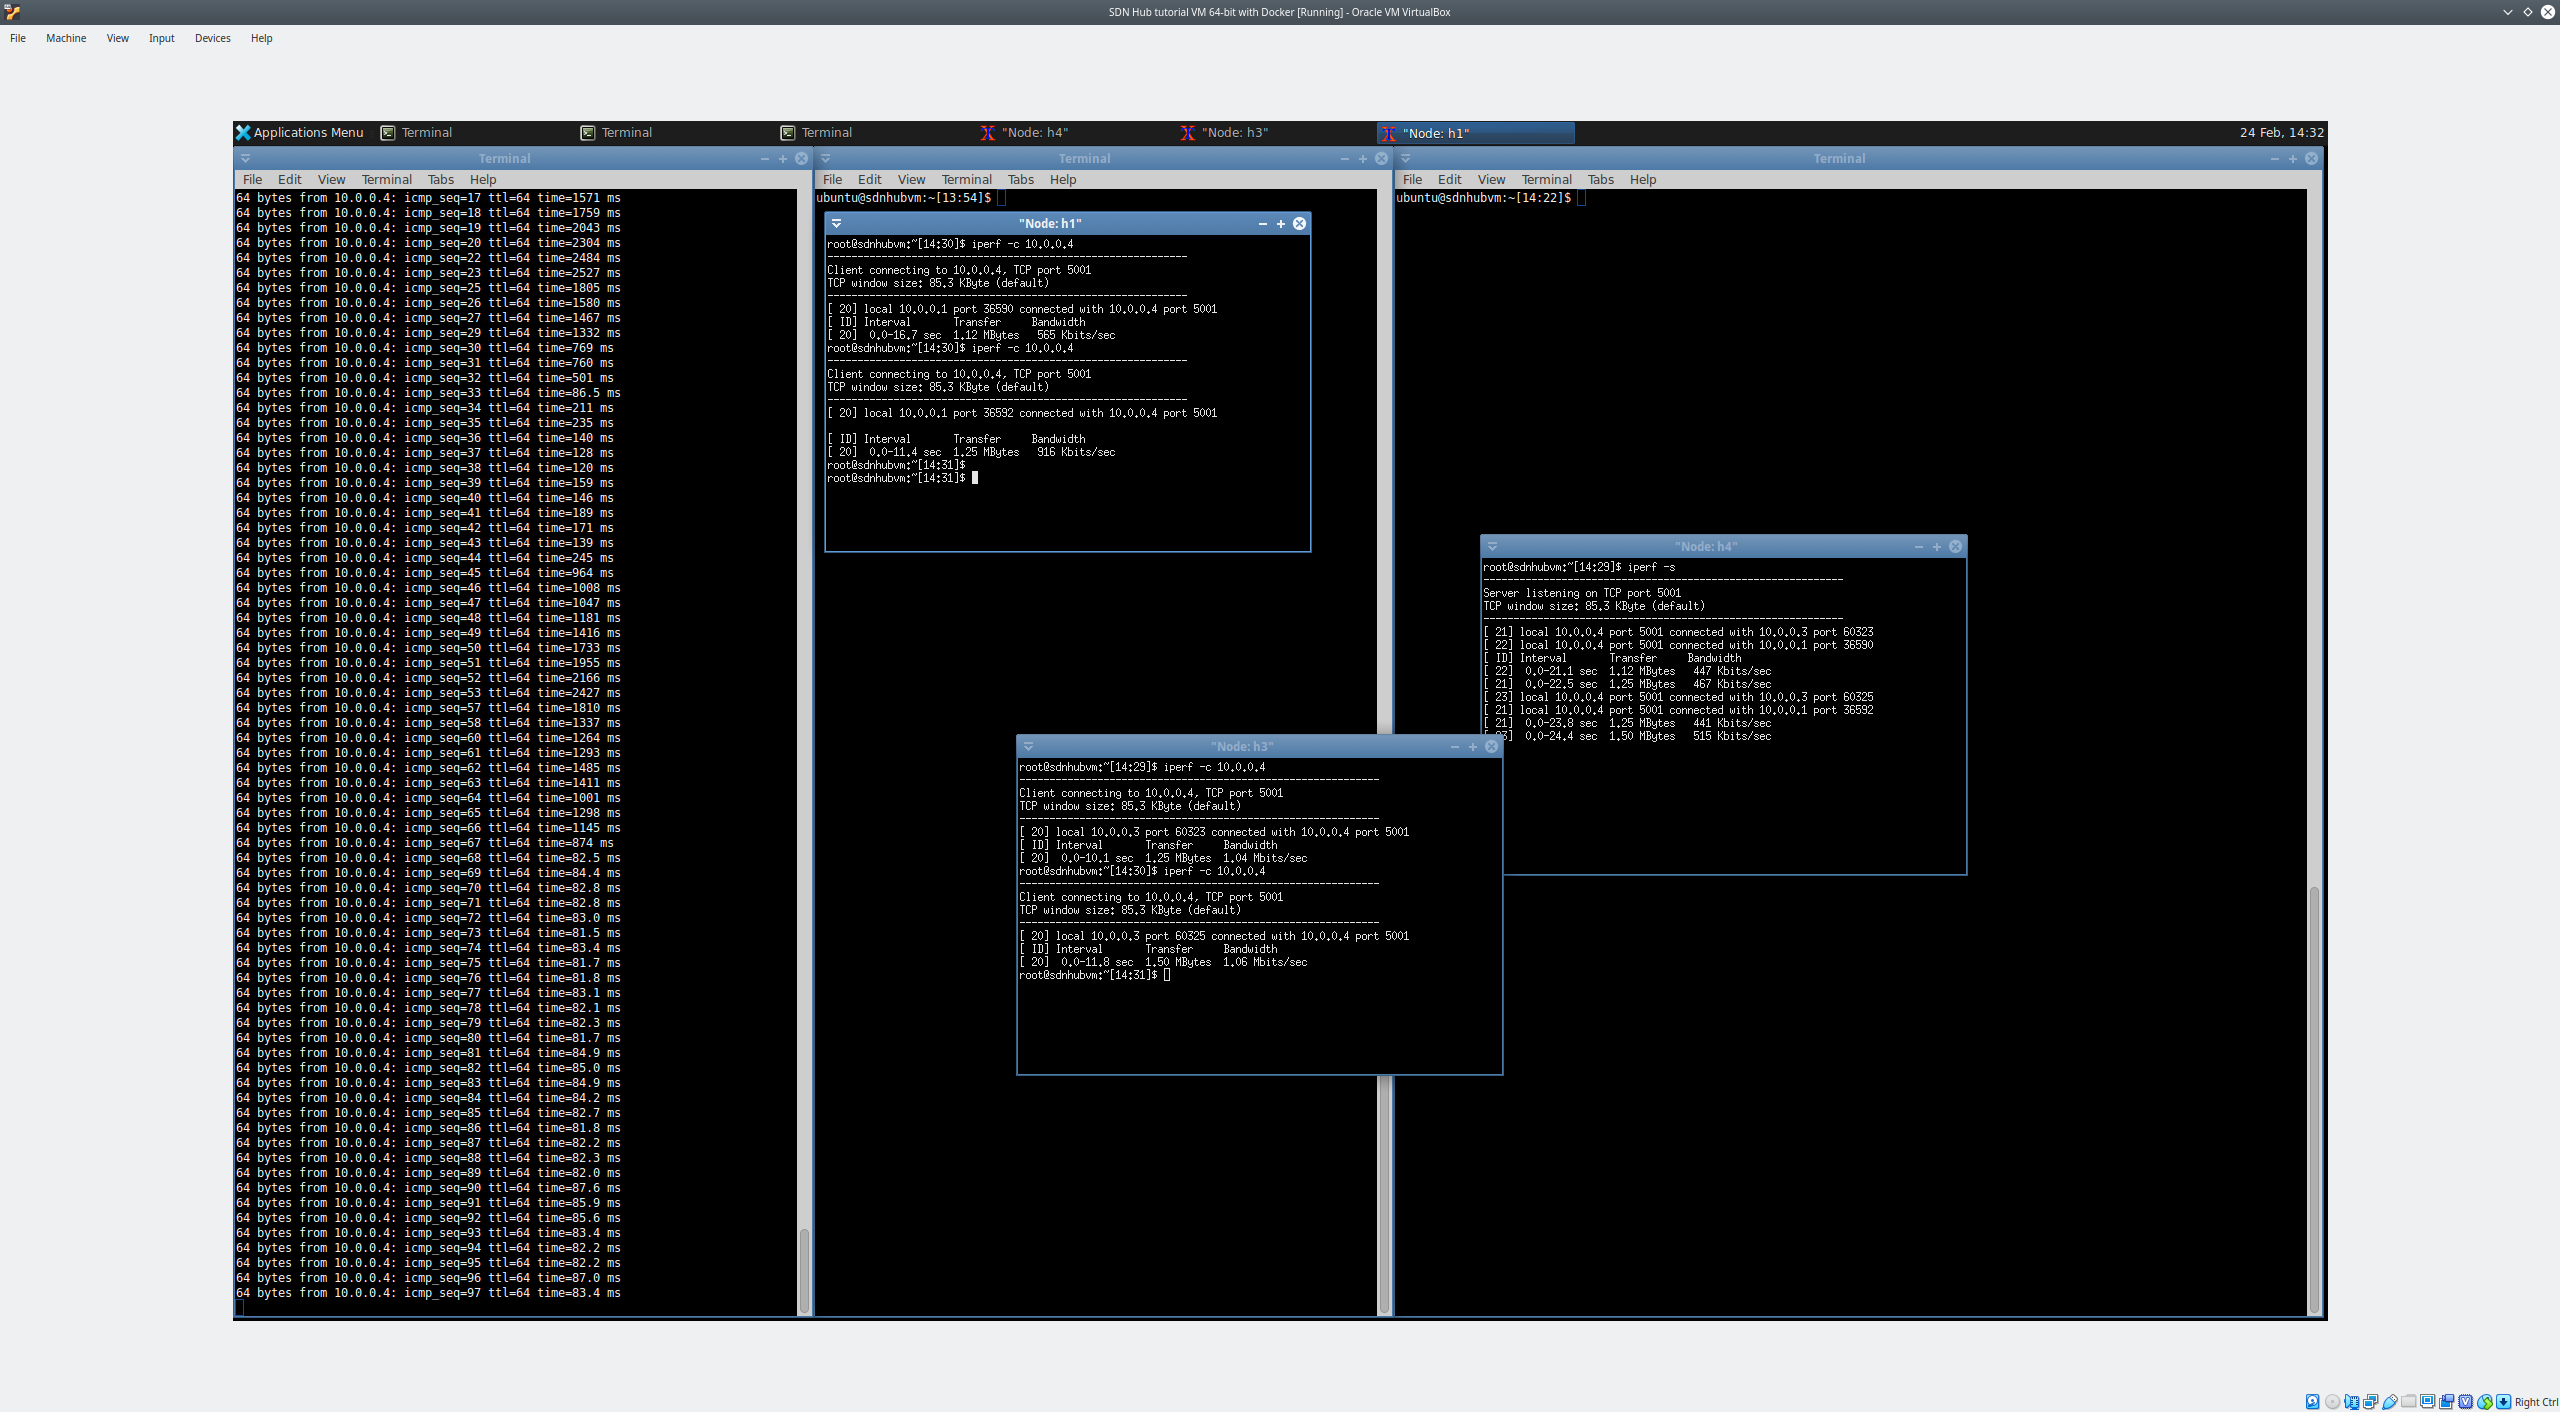 SDN Hub tutorial VM 64-bit with Docker [Running] - Oracle VM VirtualBox
File Machine View Input Devices Help
Applications Menu Terminal Terminal Terminal "Node: h4" "Node: h3" "Node: h1" 24 Feb, 14:32
Terminal
File Edit View Terminal Tabs Help
64 bytes from 10.0.0.4: icmp_seq=17 ttl=64 time=1571 ms
64 bytes from 10.0.0.4: icmp_seq=18 ttl=64 time=1759 ms
64 bytes from 10.0.0.4: icmp_seq=19 ttl=64 time=2043 ms
64 bytes from 10.0.0.4: icmp_seq=20 ttl=64 time=2304 ms
64 bytes from 10.0.0.4: icmp_seq=22 ttl=64 time=2484 ms
64 bytes from 10.0.0.4: icmp_seq=23 ttl=64 time=2527 ms
64 bytes from 10.0.0.4: icmp_seq=25 ttl=64 time=1805 ms
64 bytes from 10.0.0.4: icmp_seq=26 ttl=64 time=1580 ms
64 bytes from 10.0.0.4: icmp_seq=27 ttl=64 time=1467 ms
64 bytes from 10.0.0.4: icmp_seq=29 ttl=64 time=1332 ms
64 bytes from 10.0.0.4: icmp_seq=30 ttl=64 time=769 ms
64 bytes from 10.0.0.4: icmp_seq=31 ttl=64 time=760 ms
64 bytes from 10.0.0.4: icmp_seq=32 ttl=64 time=501 ms
64 bytes from 10.0.0.4: icmp_seq=33 ttl=64 time=86.5 ms
64 bytes from 10.0.0.4: icmp_seq=34 ttl=64 time=211 ms
64 bytes from 10.0.0.4: icmp_seq=35 ttl=64 time=235 ms
64 bytes from 10.0.0.4: icmp_seq=36 ttl=64 time=140 ms
64 bytes from 10.0.0.4: icmp_seq=37 ttl=64 time=128 ms
64 bytes from 10.0.0.4: icmp_seq=38 ttl=64 time=120 ms
64 bytes from 10.0.0.4: icmp_seq=39 ttl=64 time=159 ms
64 bytes from 10.0.0.4: icmp_seq=40 ttl=64 time=146 ms
64 bytes from 10.0.0.4: icmp_seq=41 ttl=64 time=189 ms
64 bytes from 10.0.0.4: icmp_seq=42 ttl=64 time=171 ms
64 bytes from 10.0.0.4: icmp_seq=43 ttl=64 time=139 ms
64 bytes from 10.0.0.4: icmp_seq=44 ttl=64 time=245 ms
64 bytes from 10.0.0.4: icmp_seq=45 ttl=64 time=964 ms
64 bytes from 10.0.0.4: icmp_seq=46 ttl=64 time=1008 ms
64 bytes from 10.0.0.4: icmp_seq=47 ttl=64 time=1047 ms
64 bytes from 10.0.0.4: icmp_seq=48 ttl=64 time=1181 ms
64 bytes from 10.0.0.4: icmp_seq=49 ttl=64 time=1416 ms
64 bytes from 10.0.0.4: icmp_seq=50 ttl=64 time=1733 ms
64 bytes from 10.0.0.4: icmp_seq=51 ttl=64 time=1955 ms
64 bytes from 10.0.0.4: icmp_seq=52 ttl=64 time=2166 ms
64 bytes from 10.0.0.4: icmp_seq=53 ttl=64 time=2427 ms
64 bytes from 10.0.0.4: icmp_seq=57 ttl=64 time=1810 ms
64 bytes from 10.0.0.4: icmp_seq=58 ttl=64 time=1337 ms
64 bytes from 10.0.0.4: icmp_seq=60 ttl=64 time=1264 ms
64 bytes from 10.0.0.4: icmp_seq=61 ttl=64 time=1293 ms
64 bytes from 10.0.0.4: icmp_seq=62 ttl=64 time=1485 ms
64 bytes from 10.0.0.4: icmp_seq=63 ttl=64 time=1411 ms
64 bytes from 10.0.0.4: icmp_seq=64 ttl=64 time=1001 ms
64 bytes from 10.0.0.4: icmp_seq=65 ttl=64 time=1298 ms
64 bytes from 10.0.0.4: icmp_seq=66 ttl=64 time=1145 ms
64 bytes from 10.0.0.4: icmp_seq=67 ttl=64 time=874 ms
64 bytes from 10.0.0.4: icmp_seq=68 ttl=64 time=82.5 ms
64 bytes from 10.0.0.4: icmp_seq=69 ttl=64 time=84.4 ms
64 bytes from 10.0.0.4: icmp_seq=70 ttl=64 time=82.8 ms
64 bytes from 10.0.0.4: icmp_seq=71 ttl=64 time=82.8 ms
64 bytes from 10.0.0.4: icmp_seq=72 ttl=64 time=83.0 ms
64 bytes from 10.0.0.4: icmp_seq=73 ttl=64 time=81.5 ms
64 bytes from 10.0.0.4: icmp_seq=74 ttl=64 time=83.4 ms
64 bytes from 10.0.0.4: icmp_seq=75 ttl=64 time=81.7 ms
64 bytes from 10.0.0.4: icmp_seq=76 ttl=64 time=81.8 ms
64 bytes from 10.0.0.4: icmp_seq=77 ttl=64 time=83.1 ms
64 bytes from 10.0.0.4: icmp_seq=78 ttl=64 time=82.1 ms
64 bytes from 10.0.0.4: icmp_seq=79 ttl=64 time=82.3 ms
64 bytes from 10.0.0.4: icmp_seq=80 ttl=64 time=81.7 ms
64 bytes from 10.0.0.4: icmp_seq=81 ttl=64 time=84.9 ms
64 bytes from 10.0.0.4: icmp_seq=82 ttl=64 time=85.0 ms
64 bytes from 10.0.0.4: icmp_seq=83 ttl=64 time=84.9 ms
64 bytes from 10.0.0.4: icmp_seq=84 ttl=64 time=84.2 ms
64 bytes from 10.0.0.4: icmp_seq=85 ttl=64 time=82.7 ms
64 bytes from 10.0.0.4: icmp_seq=86 ttl=64 time=81.8 ms
64 bytes from 10.0.0.4: icmp_seq=87 ttl=64 time=82.2 ms
64 bytes from 10.0.0.4: icmp_seq=88 ttl=64 time=82.3 ms
64 bytes from 10.0.0.4: icmp_seq=89 ttl=64 time=82.0 ms
64 bytes from 10.0.0.4: icmp_seq=90 ttl=64 time=87.6 ms
64 bytes from 10.0.0.4: icmp_seq=91 ttl=64 time=85.9 ms
64 bytes from 10.0.0.4: icmp_seq=92 ttl=64 time=85.6 ms
64 bytes from 10.0.0.4: icmp_seq=93 ttl=64 time=83.4 ms
64 bytes from 10.0.0.4: icmp_seq=94 ttl=64 time=82.2 ms
64 bytes from 10.0.0.4: icmp_seq=95 ttl=64 time=82.2 ms
64 bytes from 10.0.0.4: icmp_seq=96 ttl=64 time=87.0 ms
64 bytes from 10.0.0.4: icmp_seq=97 ttl=64 time=83.4 ms
Terminal
File Edit View Terminal Tabs Help
ubuntu@sdnhubvm:~[13:54]$
"Node: h1"
root@sdnhubvm:~[14:30]$ iperf -c 10.0.0.4
------------------------------------------------------------
Client connecting to 10.0.0.4, TCP port 5001
TCP window size: 85.3 KByte (default)
------------------------------------------------------------
[ 20] local 10.0.0.1 port 36590 connected with 10.0.0.4 port 5001
[ ID] Interval Transfer Bandwidth
[ 20] 0.0-16.7 sec 1.12 MBytes 565 Kbits/sec
root@sdnhubvm:~[14:30]$ iperf -c 10.0.0.4
------------------------------------------------------------
Client connecting to 10.0.0.4, TCP port 5001
TCP window size: 85.3 KByte (default)
------------------------------------------------------------
[ 20] local 10.0.0.1 port 36592 connected with 10.0.0.4 port 5001
[ ID] Interval Transfer Bandwidth
[ 20] 0.0-11.4 sec 1.25 MBytes 916 Kbits/sec
root@sdnhubvm:~[14:31]$
root@sdnhubvm:~[14:31]$
"Node: h3"
root@sdnhubvm:~[14:29]$ iperf -c 10.0.0.4
------------------------------------------------------------
Client connecting to 10.0.0.4, TCP port 5001
TCP window size: 85.3 KByte (default)
------------------------------------------------------------
[ 20] local 10.0.0.3 port 60323 connected with 10.0.0.4 port 5001
[ ID] Interval Transfer Bandwidth
[ 20] 0.0-10.1 sec 1.25 MBytes 1.04 Mbits/sec
root@sdnhubvm:~[14:30]$ iperf -c 10.0.0.4
------------------------------------------------------------
Client connecting to 10.0.0.4, TCP port 5001
TCP window size: 85.3 KByte (default)
------------------------------------------------------------
[ 20] local 10.0.0.3 port 60325 connected with 10.0.0.4 port 5001
[ ID] Interval Transfer Bandwidth
[ 20] 0.0-11.8 sec 1.50 MBytes 1.06 Mbits/sec
root@sdnhubvm:~[14:31]$
Terminal
File Edit View Terminal Tabs Help
ubuntu@sdnhubvm:~[14:22]$
"Node: h4"
root@sdnhubvm:~[14:29]$ iperf -s
------------------------------------------------------------
Server listening on TCP port 5001
TCP window size: 85.3 KByte (default)
------------------------------------------------------------
[ 21] local 10.0.0.4 port 5001 connected with 10.0.0.3 port 60323
[ 22] local 10.0.0.4 port 5001 connected with 10.0.0.1 port 36590
[ ID] Interval Transfer Bandwidth
[ 22] 0.0-21.1 sec 1.12 MBytes 447 Kbits/sec
[ 21] 0.0-22.5 sec 1.25 MBytes 467 Kbits/sec
[ 23] local 10.0.0.4 port 5001 connected with 10.0.0.3 port 60325
[ 21] local 10.0.0.4 port 5001 connected with 10.0.0.1 port 36592
[ 21] 0.0-23.8 sec 1.25 MBytes 441 Kbits/sec
[ 23] 0.0-24.4 sec 1.50 MBytes 515 Kbits/sec
Right Ctrl